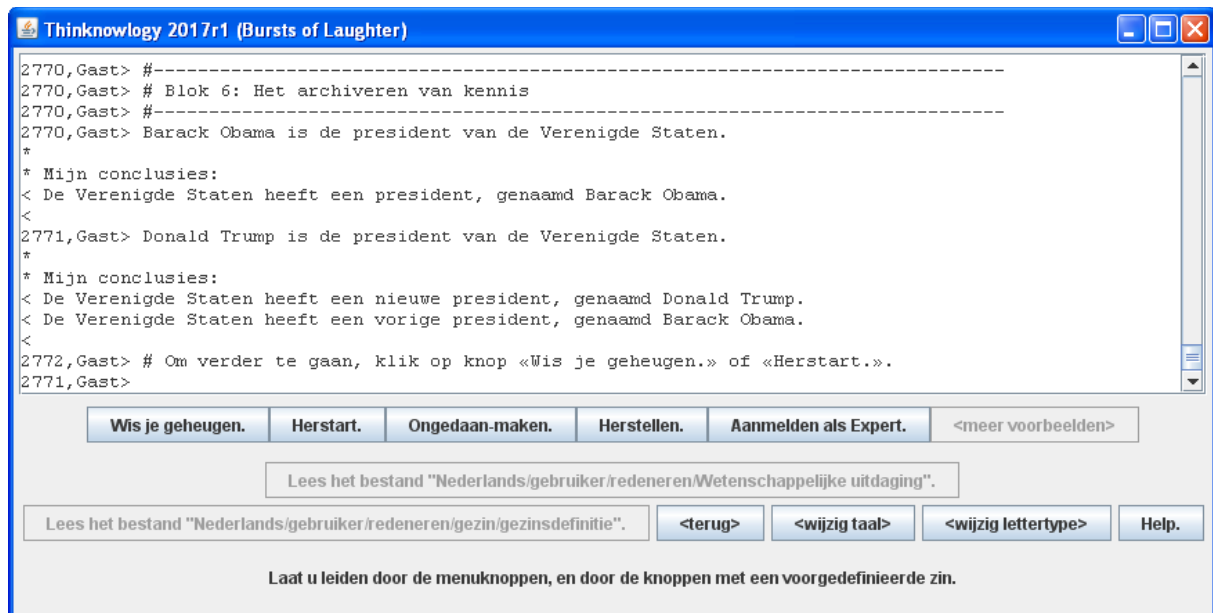 Thinknowlogy 2017r1 (Bursts of Laughter)
2770,Gast> #-----------------------------------------------------------------------------
2770,Gast> # Blok 6: Het archiveren van kennis
2770,Gast> #-----------------------------------------------------------------------------
2770,Gast> Barack Obama is de president van de Verenigde Staten.
*
* Mijn conclusies:
< De Verenigde Staten heeft een president, genaamd Barack Obama.
<
2771,Gast> Donald Trump is de president van de Verenigde Staten.
*
* Mijn conclusies:
< De Verenigde Staten heeft een nieuwe president, genaamd Donald Trump.
< De Verenigde Staten heeft een vorige president, genaamd Barack Obama.
<
2772,Gast> # Om verder te gaan, klik op knop «Wis je geheugen.» of «Herstart.».
2771,Gast>
Wis je geheugen. Herstart. Ongedaan-maken. Herstellen. Aanmelden als Expert. <meer voorbeelden>
Lees het bestand "Nederlands/gebruiker/redeneren/Wetenschappelijke uitdaging".
Lees het bestand "Nederlands/gebruiker/redeneren/gezin/gezinsdefinitie". <terug> <wijzig taal> <wijzig lettertype> Help.
Laat u leiden door de menuknoppen, en door de knoppen met een voorgedefinieerde zin.